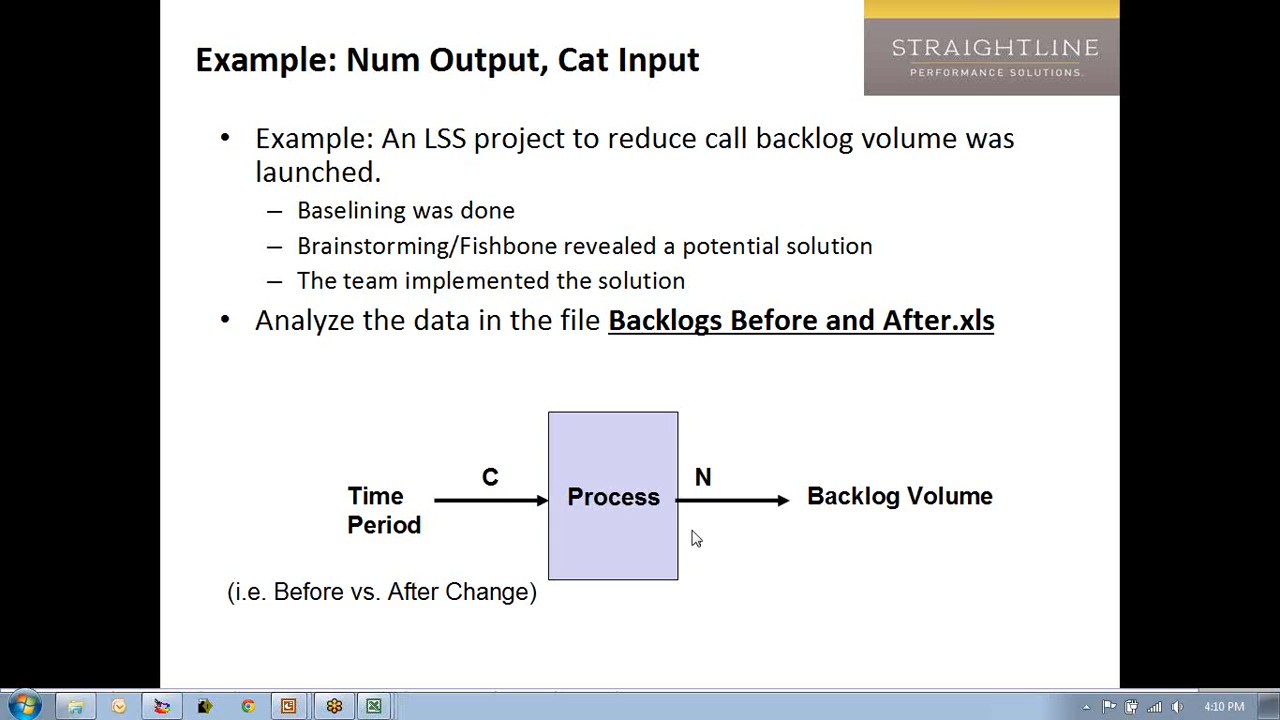 Example: Num Output, Cat Input
STRAIGHTLINE
PERFORMANCE SOLUTIONS.
• Example: An LSS project to reduce call backlog volume was
launched.
– Baselining was done
– Brainstorming/Fishbone revealed a potential solution
– The team implemented the solution
• Analyze the data in the file Backlogs Before and After.xls
C
N
Time
Period
Process
Backlog Volume
(i.e. Before vs. After Change)
4:10 PM